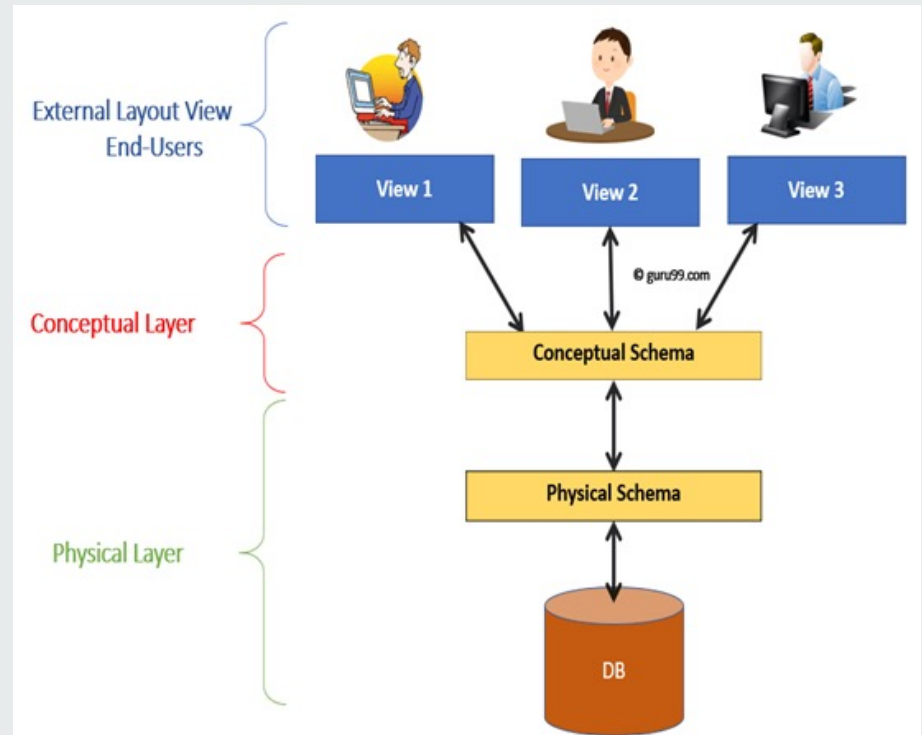 External Layout View
End-Users
View 1
View 2
View 3
© guru99.com
Conceptual Layer
Conceptual Schema
Physical Schema
Physical Layer
DB